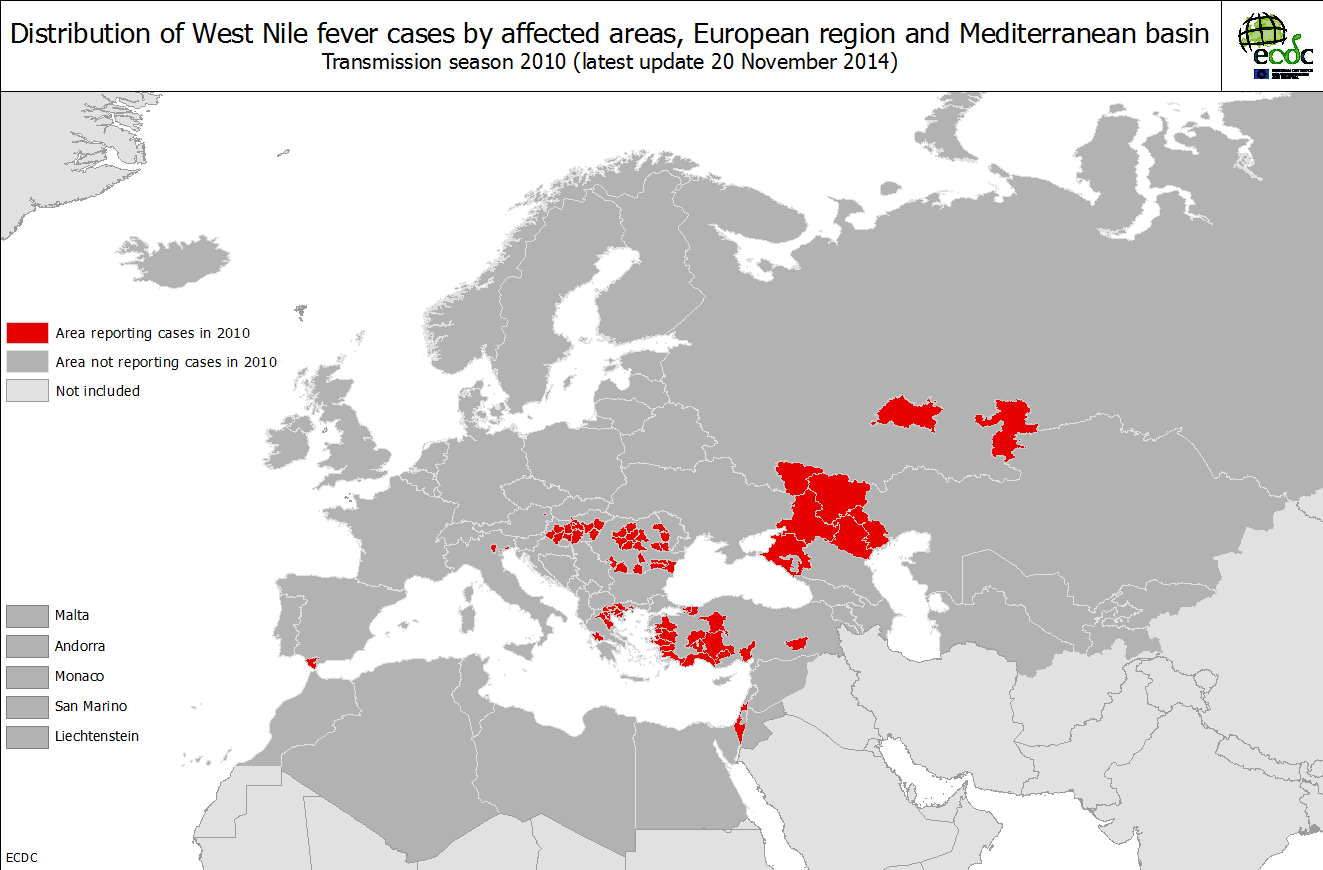 Distribution of West Nile fever cases by affected areas, European region and Mediterranean basin
Transmission season 2010 (latest update 20 November 2014)
ecdc
Area reporting cases in 2010
Area not reporting cases in 2010
Not included
Malta
Andorra
Monaco
San Marino
Liechtenstein
ECDC